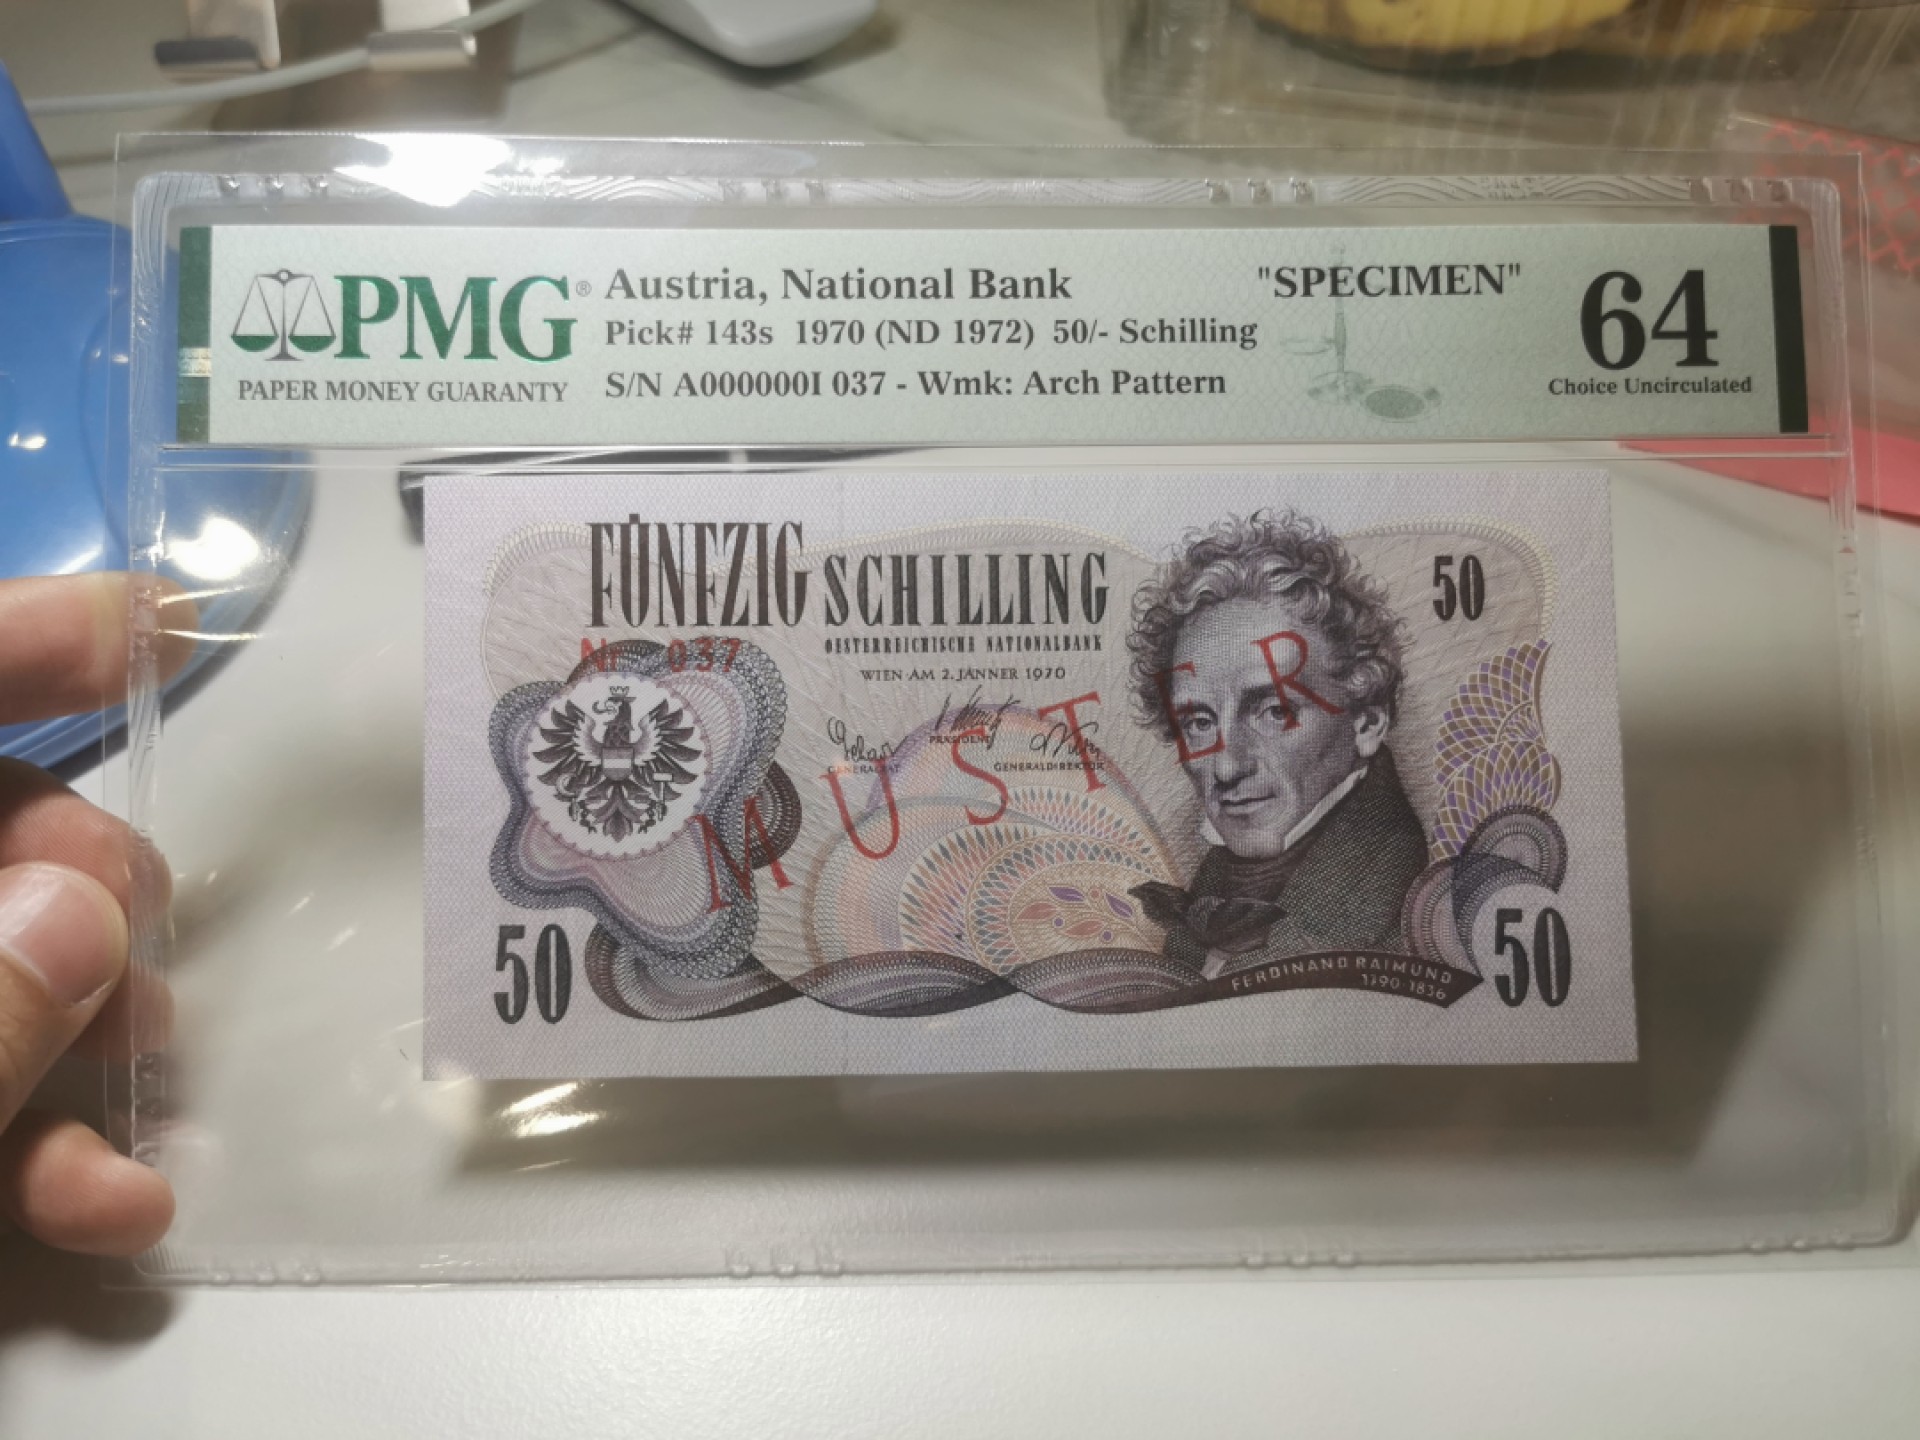 PMG®
PAPER MONEY GUARANTY
Austria, National Bank
Pick# 143s 1970 (ND 1972) 50/- Schilling
S/N A000000I 037 - Wmk: Arch Pattern
"SPECIMEN"
64
Choice Uncirculated
FÜNFZIG SCHILLING
50
OESTERREICHISCHE NATIONALBANK
Nr 037
WIEN AM 2. JÄNNER 1970
PRÄSIDENT
GENERALRAT
GENERALDIREKTOR
MUSTER
50
FERDINAND RAIMUND
1790-1836
50